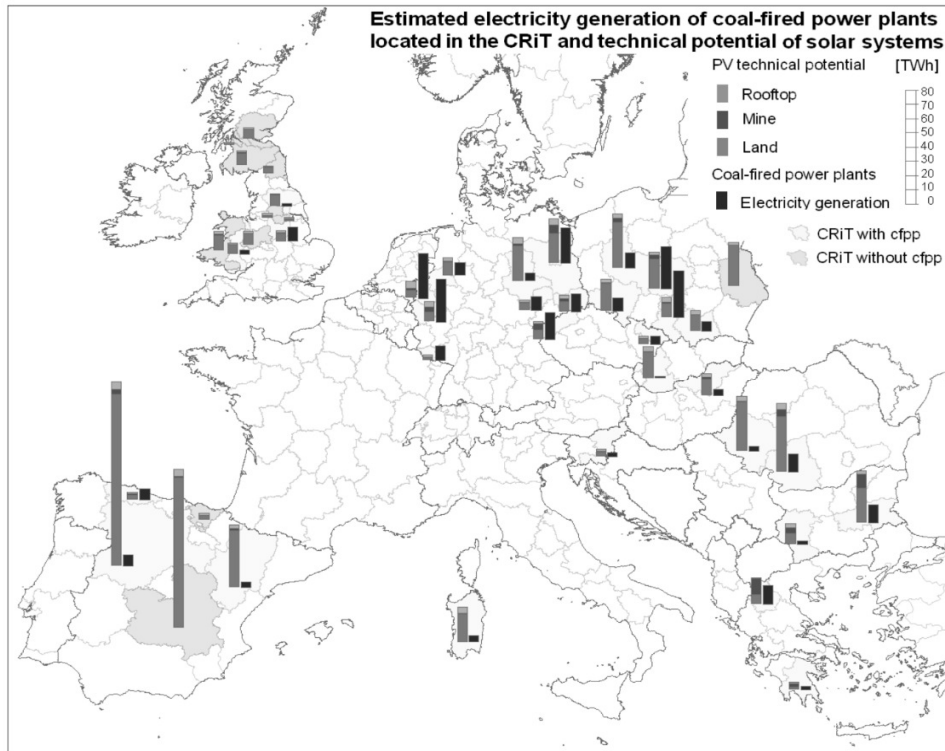 Estimated electricity generation of coal-fired power plants
located in the CRiT and technical potential of solar systems
PV technical potential [TWh]
Rooftop
Mine
Land
80
70
60
50
40
30
20
10
0
Coal-fired power plants
Electricity generation
CRiT with cfpp
CRiT without cfpp